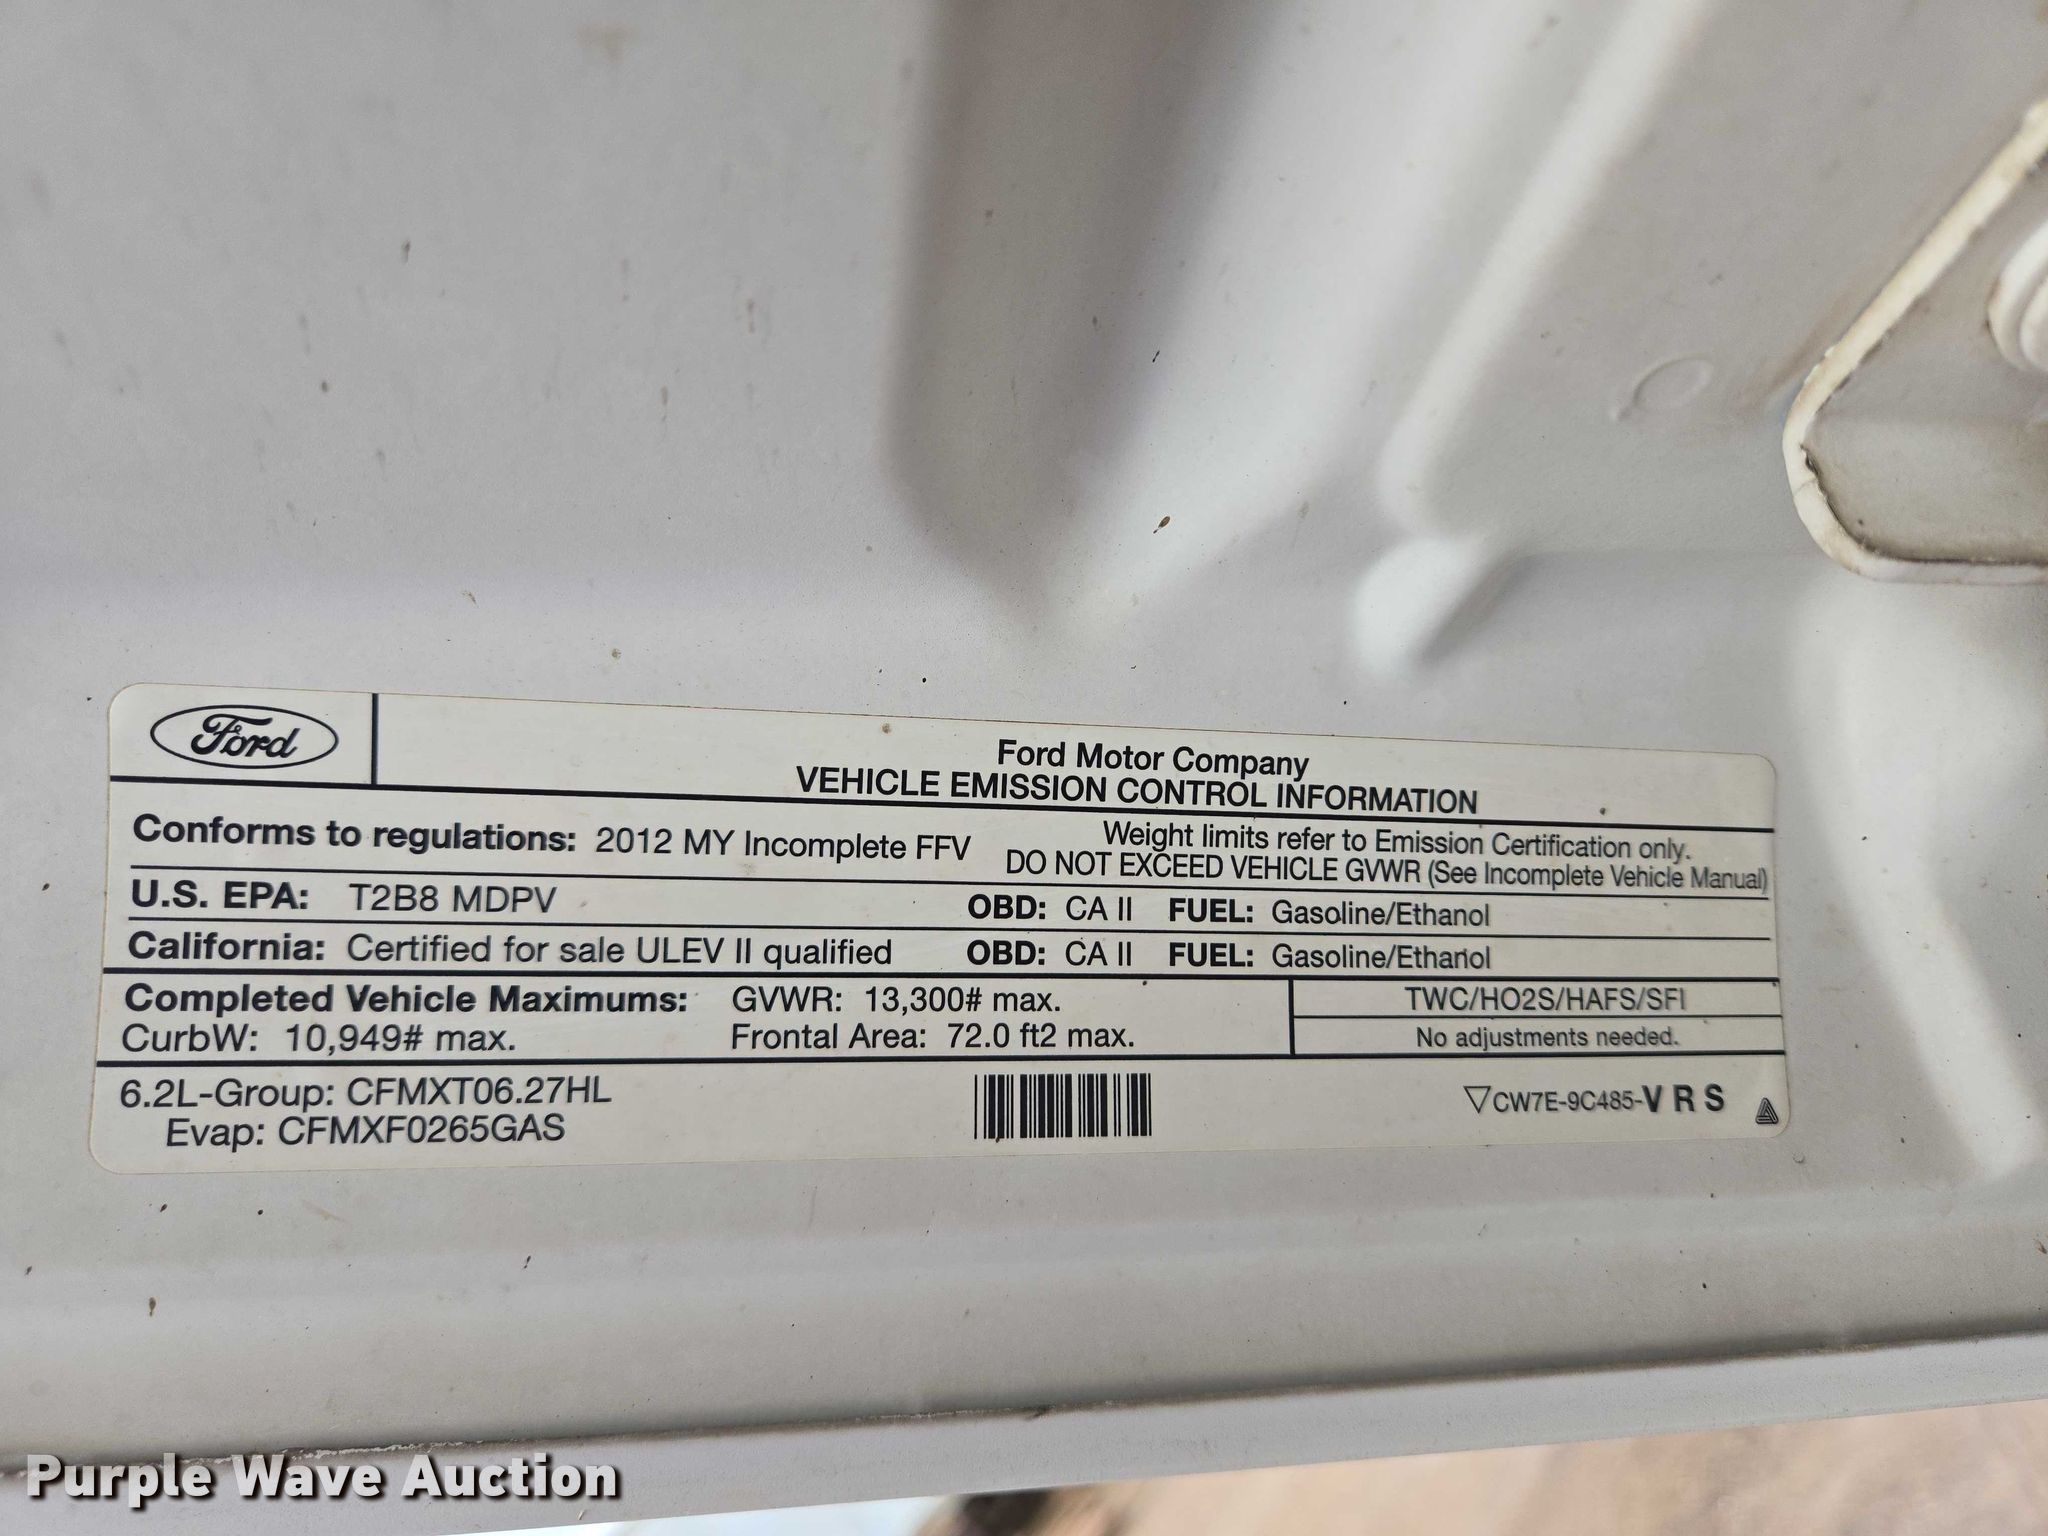 Ford
Ford Motor Company
VEHICLE EMISSION CONTROL INFORMATION
Conforms to regulations: 2012 MY Incomplete FFV
Weight limits refer to Emission Certification only.
DO NOT EXCEED VEHICLE GVWR (See Incomplete Vehicle Manual)
U.S. EPA: T2B8 MDPV OBD: CA II FUEL: Gasoline/Ethanol
California: Certified for sale ULEV II qualified OBD: CA II FUEL: Gasoline/Ethanol
Completed Vehicle Maximums: GVWR: 13,300# max.
CurbW: 10,949# max. Frontal Area: 72.0 ft2 max.
TWC/HO2S/HAFS/SFI
No adjustments needed.
6.2L-Group: CFMXT06.27HL
Evap: CFMXF0265GAS
▽CW7E-9C485-V R S
Purple Wave Auction